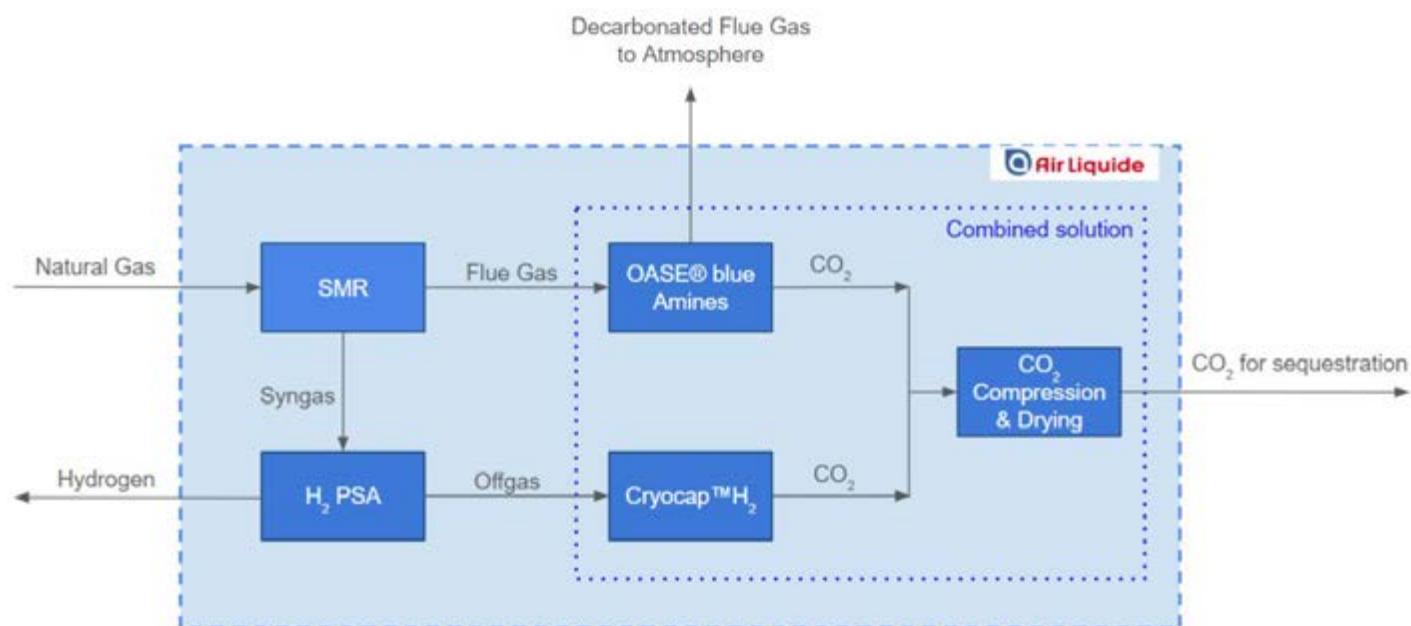 Decarbonated Flue Gas
to Atmosphere
Air Liquide
Combined solution
Natural Gas
SMR
Flue Gas
OASE® blue
Amines
CO₂
Syngas
CO₂
Compression
& Drying
CO₂ for sequestration
Hydrogen
H₂ PSA
Offgas
Cryocap™H₂
CO₂